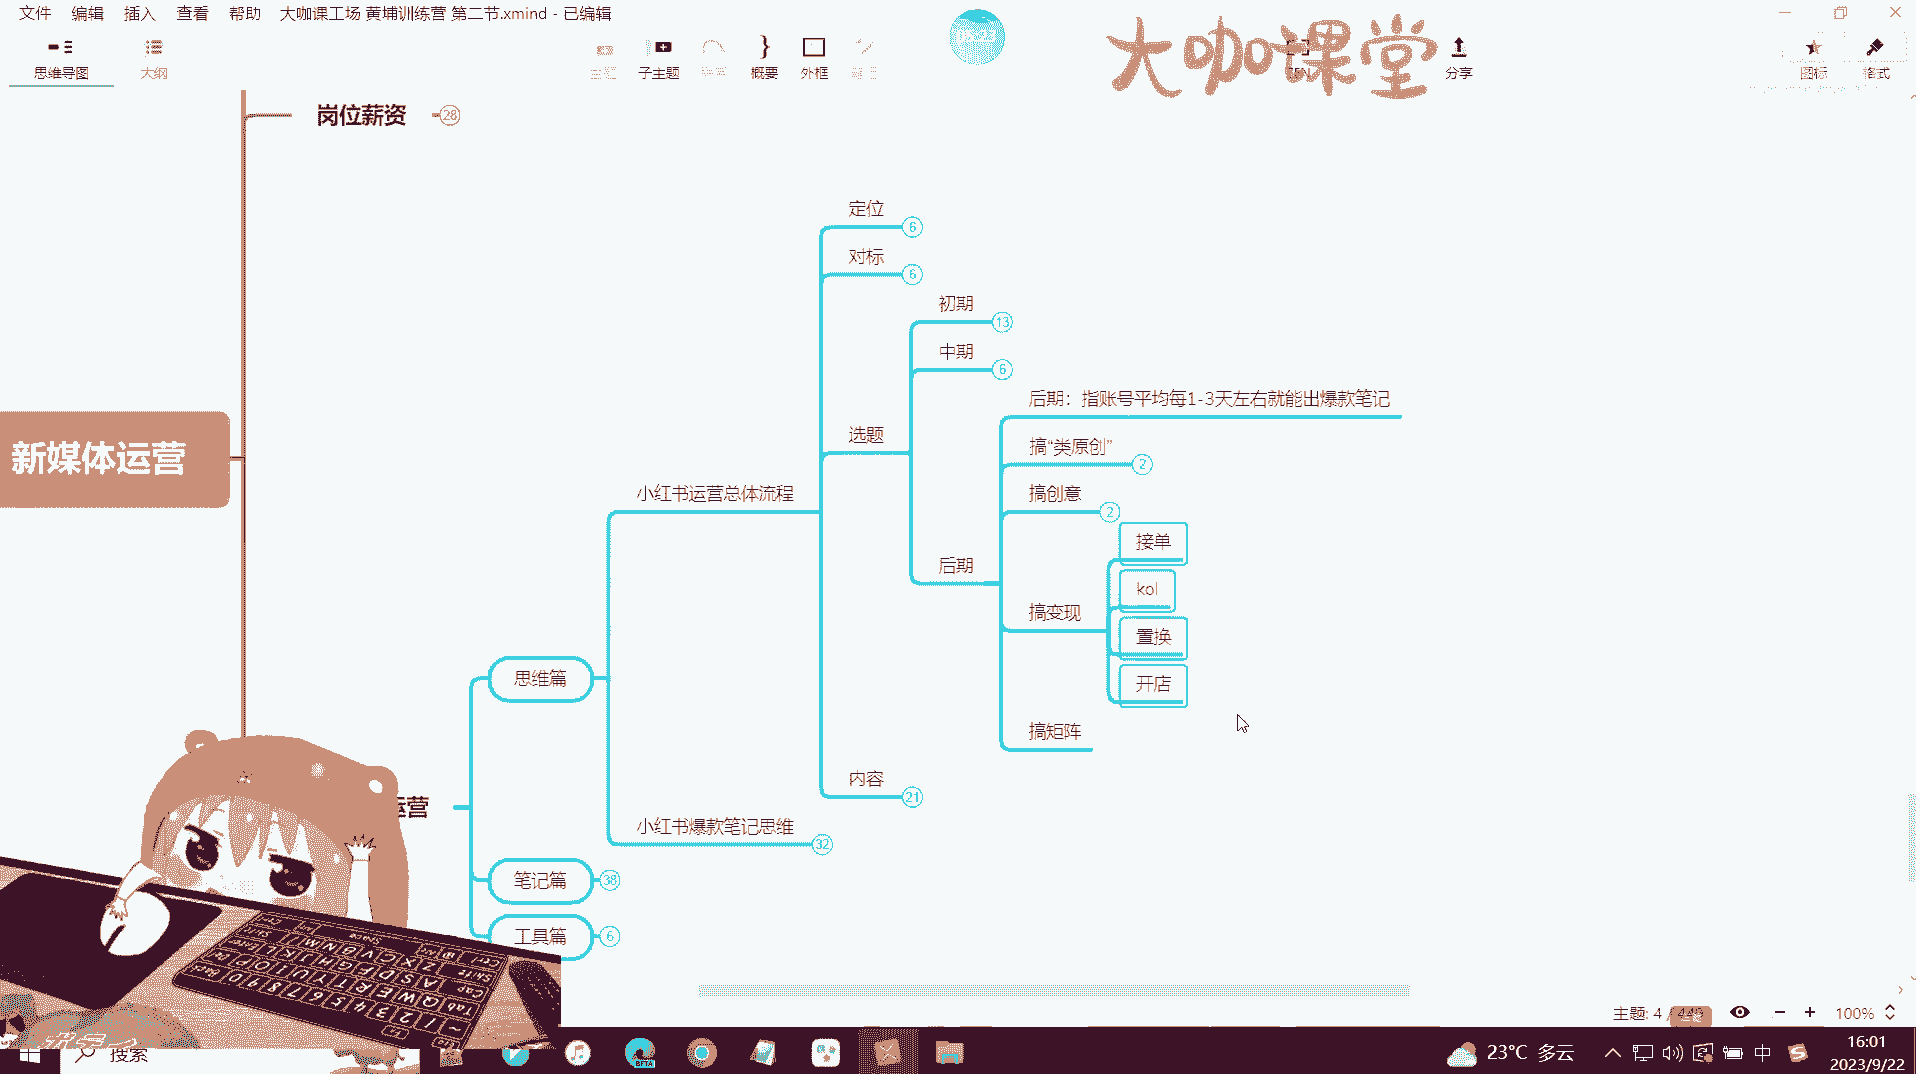 文件 编辑 插入 查看 帮助 大咖课工场 黄埔训练营 第二节.xmind - 已编辑
思维导图 大纲 子主题 概要 外框 分享 图标 格式
大咖课堂
岗位薪资 28
定位 6
对标 6
初期 13
中期 6
后期：指账号平均每1-3天左右就能出爆款笔记
选题
搞“类原创” 2
新媒体运营
小红书运营总体流程
搞创意 2
接单
后期
kol
搞变现
置换
思维篇
开店
搞矩阵
内容 21
运营
小红书爆款笔记思维 32
笔记篇 38
工具篇 6
主题: 4 /
100%
搜索
BETA
23°C 多云
中
16:01
2023/9/22